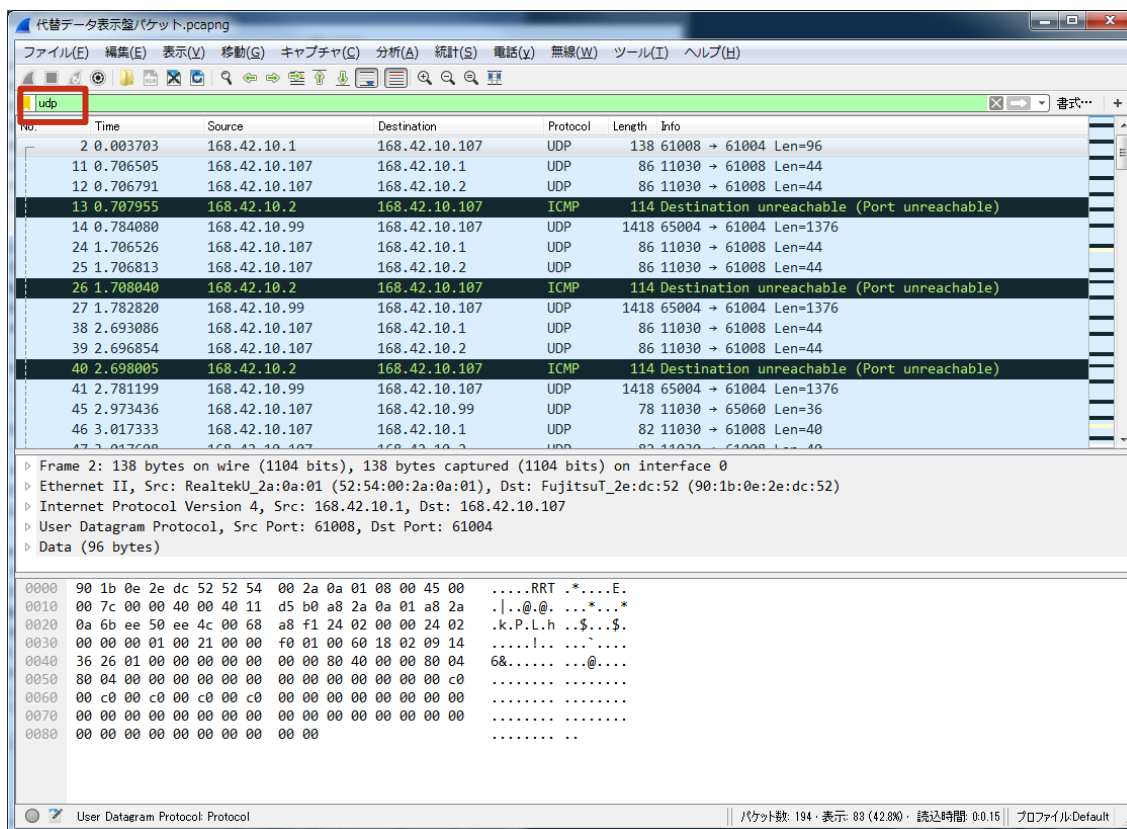 代替データ表示盤パケット.pcapng
ファイル(F) 編集(E) 表示(V) 移動(G) キャプチャ(C) 分析(A) 統計(S) 電話(y) 無線(W) ツール(T) ヘルプ(H)
udp 書式… +
No. Time Source Destination Protocol Length Info
2 0.003703 168.42.10.1 168.42.10.107 UDP 138 61008 → 61004 Len=96
11 0.706505 168.42.10.107 168.42.10.1 UDP 86 11030 → 61008 Len=44
12 0.706791 168.42.10.107 168.42.10.2 UDP 86 11030 → 61008 Len=44
13 0.707955 168.42.10.2 168.42.10.107 ICMP 114 Destination unreachable (Port unreachable)
14 0.784080 168.42.10.99 168.42.10.107 UDP 1418 65004 → 61004 Len=1376
24 1.706526 168.42.10.107 168.42.10.1 UDP 86 11030 → 61008 Len=44
25 1.706813 168.42.10.107 168.42.10.2 UDP 86 11030 → 61008 Len=44
26 1.708040 168.42.10.2 168.42.10.107 ICMP 114 Destination unreachable (Port unreachable)
27 1.782820 168.42.10.99 168.42.10.107 UDP 1418 65004 → 61004 Len=1376
38 2.693086 168.42.10.107 168.42.10.1 UDP 86 11030 → 61008 Len=44
39 2.696854 168.42.10.107 168.42.10.2 UDP 86 11030 → 61008 Len=44
40 2.698005 168.42.10.2 168.42.10.107 ICMP 114 Destination unreachable (Port unreachable)
41 2.781199 168.42.10.99 168.42.10.107 UDP 1418 65004 → 61004 Len=1376
45 2.973436 168.42.10.107 168.42.10.99 UDP 78 11030 → 65060 Len=36
46 3.017333 168.42.10.107 168.42.10.1 UDP 82 11030 → 61008 Len=40
Frame 2: 138 bytes on wire (1104 bits), 138 bytes captured (1104 bits) on interface 0
Ethernet II, Src: RealtekU_2a:0a:01 (52:54:00:2a:0a:01), Dst: FujitsuT_2e:dc:52 (90:1b:0e:2e:dc:52)
Internet Protocol Version 4, Src: 168.42.10.1, Dst: 168.42.10.107
User Datagram Protocol, Src Port: 61008, Dst Port: 61004
Data (96 bytes)
0000 90 1b 0e 2e dc 52 52 54 00 2a 0a 01 08 00 45 00 .....RRT .*....E.
0010 00 7c 00 00 40 00 40 11 d5 b0 a8 2a 0a 01 a8 2a .|..@.@. ...*...*
0020 0a 6b ee 50 ee 4c 00 68 a8 f1 24 02 00 00 24 02 .k.P.L.h ..$...$.
0030 00 00 00 01 00 21 00 00 f0 01 00 60 18 02 09 14 .....!.. ...`....
0040 36 26 01 00 00 00 00 00 00 00 80 40 00 00 80 04 6&...... ...@....
0050 80 04 00 00 00 00 00 00 00 00 00 00 00 00 00 c0 ........ ........
0060 00 c0 00 c0 00 c0 00 c0 00 00 00 00 00 00 00 00 ........ ........
0070 00 00 00 00 00 00 00 00 00 00 00 00 00 00 00 00 ........ ........
0080 00 00 00 00 00 00 00 00 00 00 ........ ..
User Datagram Protocol: Protocol パケット数: 194 · 表示: 83 (42.8%) · 読込時間: 0:0.15 プロファイル:Default